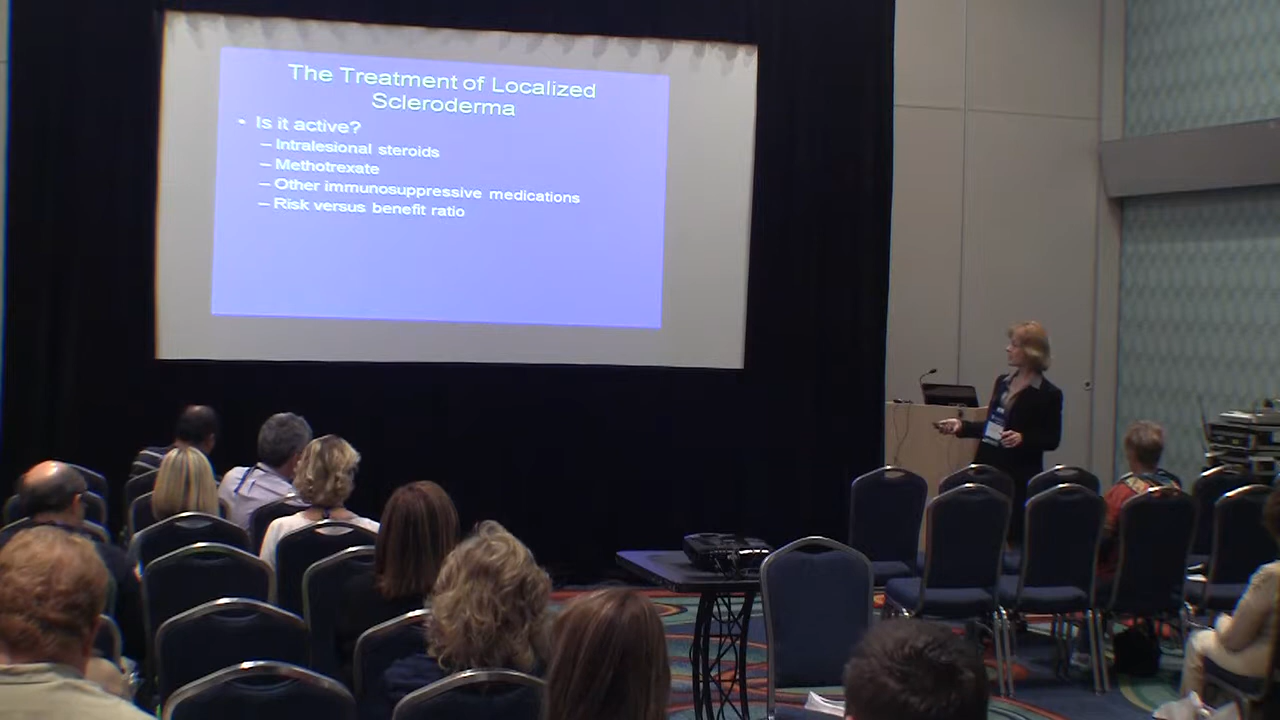 The Treatment of Localized
Scleroderma
• Is it active?
– Intralesional steroids
– Methotrexate
– Other immunosuppressive medications
– Risk versus benefit ratio